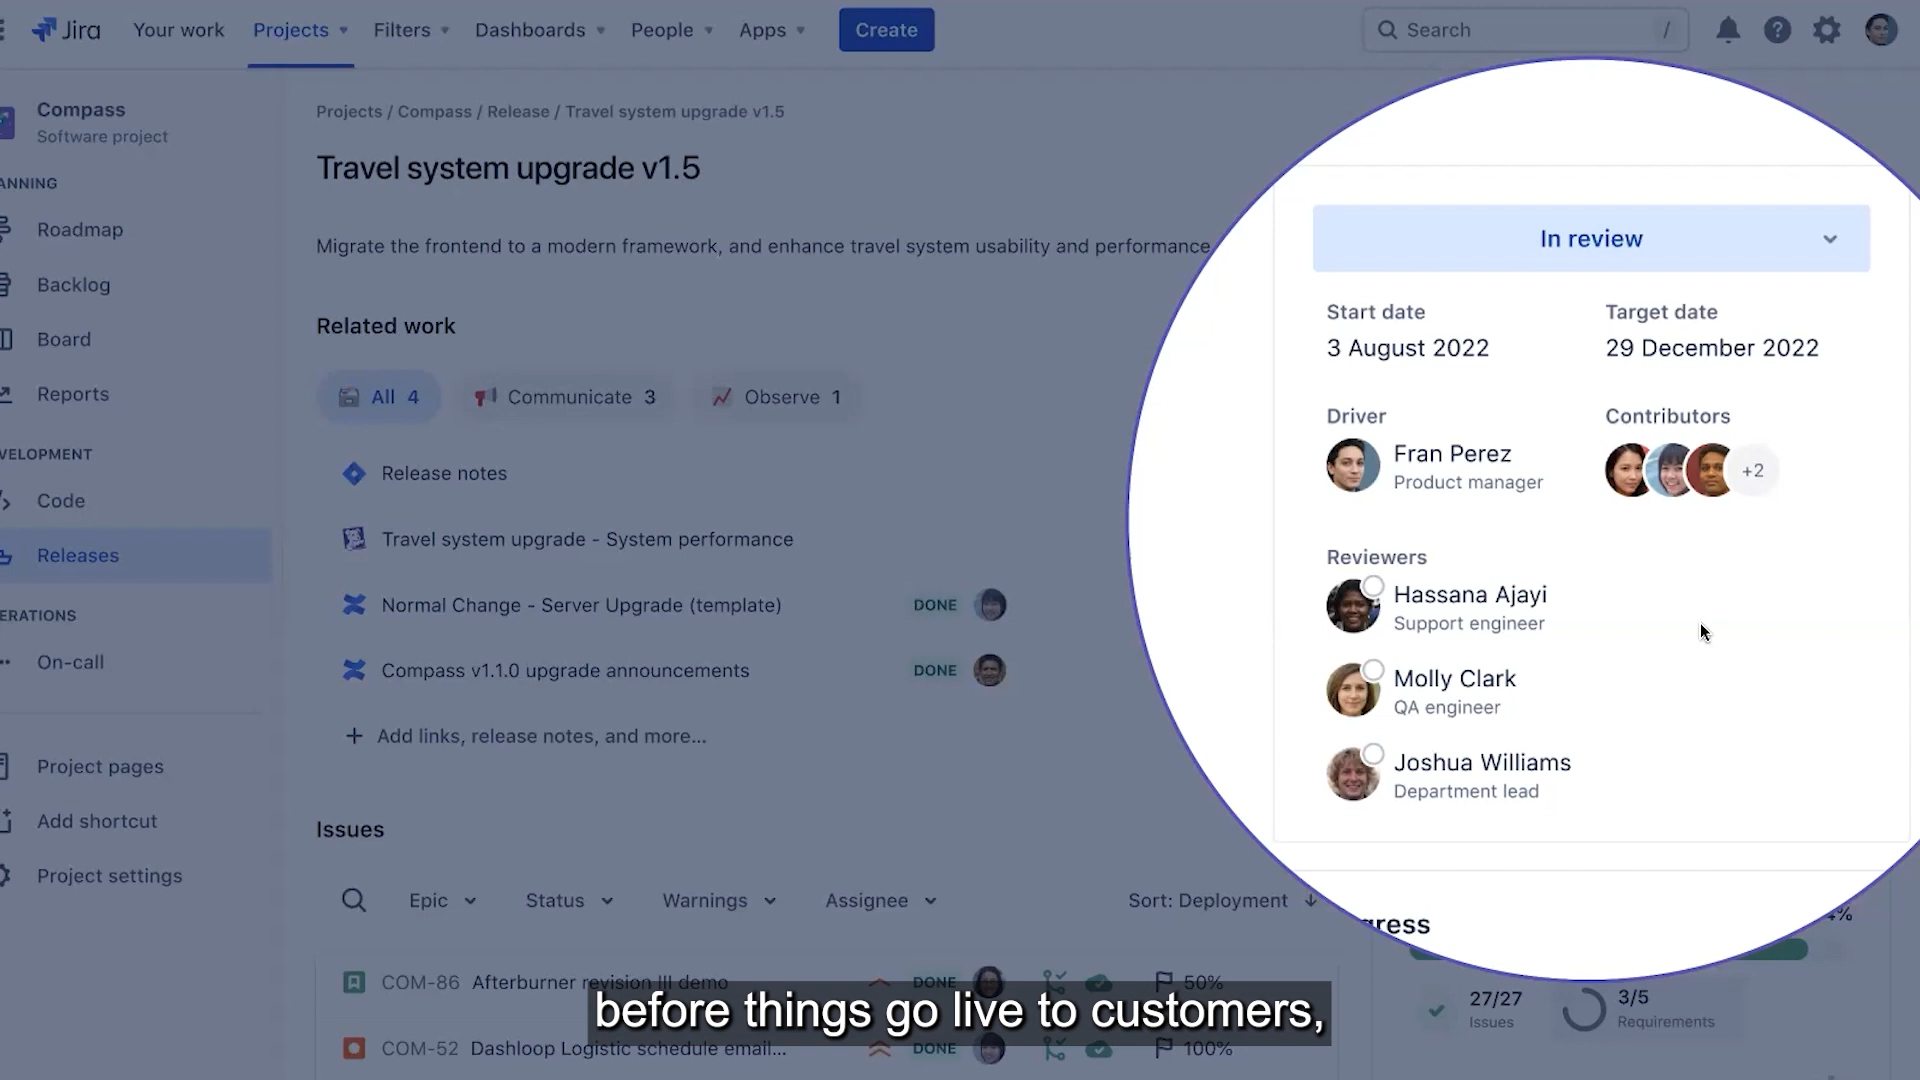 Jira Your work Projects Filters Dashboards People Apps Create Search /
Compass
Software project
ANNING
Roadmap
Backlog
Board
Reports
VELOPMENT
Code
Releases
ERATIONS
On-call
Project pages
Add shortcut
Project settings
Projects / Compass / Release / Travel system upgrade v1.5
Travel system upgrade v1.5
Migrate the frontend to a modern framework, and enhance travel system usability and performance
Related work
All 4 Communicate 3 Observe 1
Release notes
Travel system upgrade - System performance
Normal Change - Server Upgrade (template) DONE
Compass v1.1.0 upgrade announcements DONE
+ Add links, release notes, and more...
Issues
Epic Status Warnings Assignee Sort: Deployment ↓
COM-86 Afterburner revision III demo DONE 50%
COM-52 Dashloop Logistic schedule email... DONE 100%
In review
Start date Target date
3 August 2022 29 December 2022
Driver Contributors
Fran Perez
Product manager
+2
Reviewers
Hassana Ajayi
Support engineer
Molly Clark
QA engineer
Joshua Williams
Department lead
gress
%
27/27
Issues
3/5
Requirements
before things go live to customers,